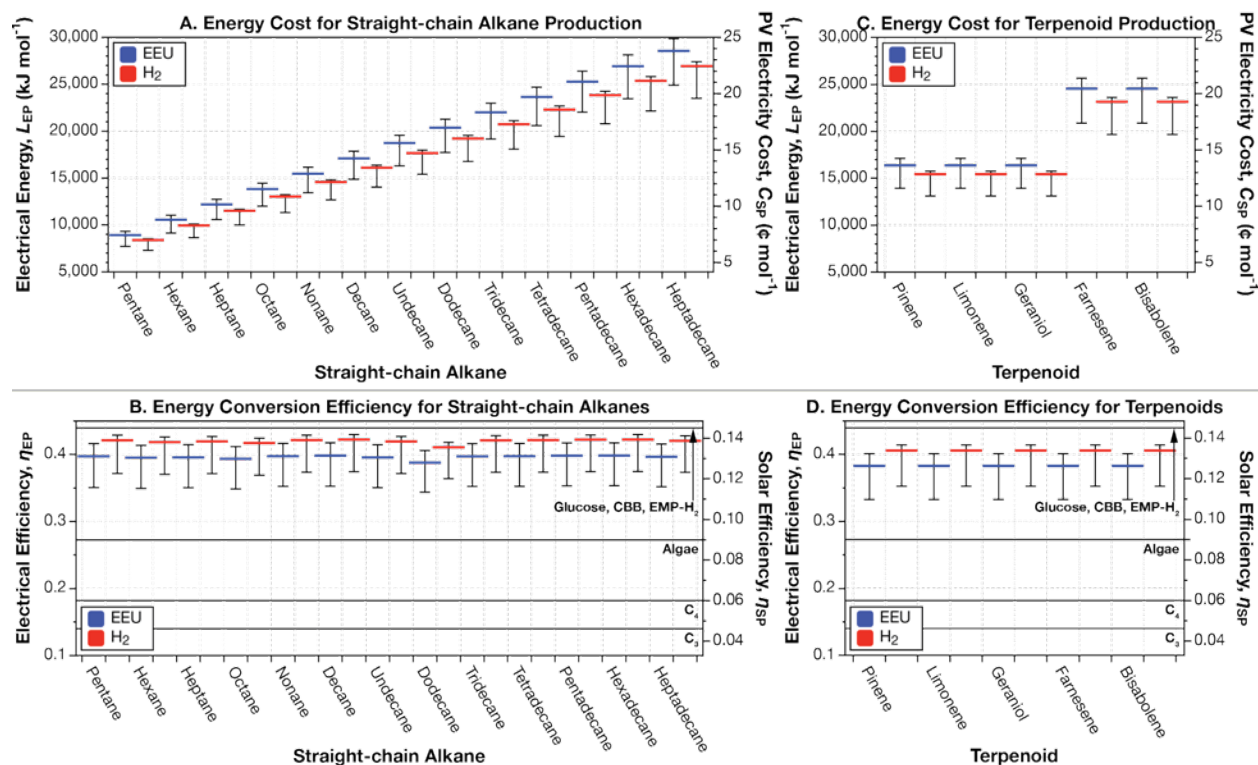 A. Energy Cost for Straight-chain Alkane Production
Electrical Energy, L_EP (kJ mol⁻¹)
30,000
25,000
20,000
15,000
10,000
5,000
EEU
H₂
25
20
15
10
5
PV Electricity Cost, C_SP (¢ mol⁻¹)
Pentane
Hexane
Heptane
Octane
Nonane
Decane
Undecane
Dodecane
Tridecane
Tetradecane
Pentadecane
Hexadecane
Heptadecane
Straight-chain Alkane
C. Energy Cost for Terpenoid Production
Electrical Energy, L_EP (kJ mol⁻¹)
30,000
25,000
20,000
15,000
10,000
5,000
EEU
H₂
25
20
15
10
5
PV Electricity Cost, C_SP (¢ mol⁻¹)
Pinene
Limonene
Geraniol
Farnesene
Bisabolene
Terpenoid
B. Energy Conversion Efficiency for Straight-chain Alkanes
Electrical Efficiency, η_EP
0.4
0.3
0.2
0.1
Glucose, CBB, EMP-H₂
Algae
C₄
C₃
EEU
H₂
0.14
0.12
0.10
0.08
0.06
0.04
Solar Efficiency, η_SP
Pentane
Hexane
Heptane
Octane
Nonane
Decane
Undecane
Dodecane
Tridecane
Tetradecane
Pentadecane
Hexadecane
Heptadecane
Straight-chain Alkane
D. Energy Conversion Efficiency for Terpenoids
Electrical Efficiency, η_EP
0.4
0.3
0.2
0.1
Glucose, CBB, EMP-H₂
Algae
C₄
C₃
EEU
H₂
0.14
0.12
0.10
0.08
0.06
0.04
Solar Efficiency, η_SP
Pinene
Limonene
Geraniol
Farnesene
Bisabolene
Terpenoid